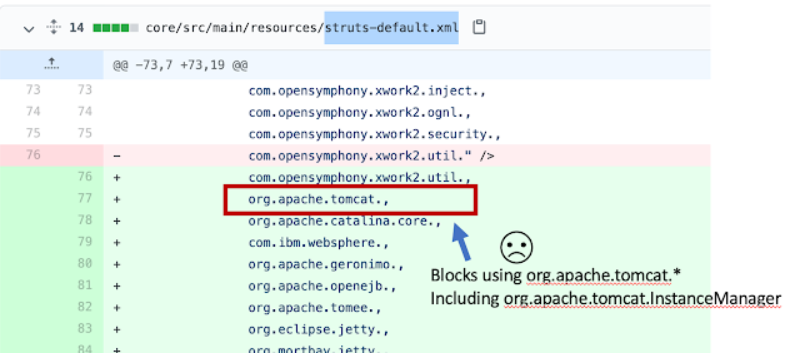 14 core/src/main/resources/struts-default.xml
@@ -73,7 +73,19 @@
73 73 com.opensymphony.xwork2.inject.,
74 74 com.opensymphony.xwork2.ognl.,
75 75 com.opensymphony.xwork2.security.,
76 - com.opensymphony.xwork2.util." />
76 + com.opensymphony.xwork2.util.,
77 + org.apache.tomcat.,
78 + org.apache.catalina.core.,
79 + com.ibm.websphere.,
80 + org.apache.geronimo.,
81 + org.apache.openejb.,
82 + org.apache.tomee.,
83 + org.eclipse.jetty.,
84 + org.mortbay.jetty.,
Blocks using org.apache.tomcat.*
Including org.apache.tomcat.InstanceManager